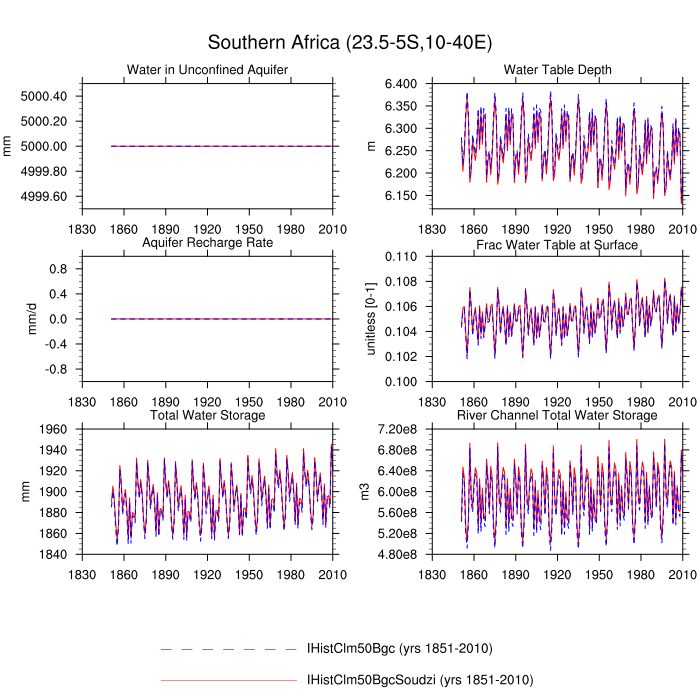 Southern Africa (23.5-5S,10-40E)
Water in Unconfined Aquifer
mm
5000.40
5000.20
5000.00
4999.80
4999.60
1830 1860 1890 1920 1950 1980 2010
Water Table Depth
m
6.400
6.350
6.300
6.250
6.200
6.150
1830 1860 1890 1920 1950 1980 2010
Aquifer Recharge Rate
mm/d
0.8
0.4
0.0
-0.4
-0.8
1830 1860 1890 1920 1950 1980 2010
Frac Water Table at Surface
unitless [0-1]
0.110
0.108
0.106
0.104
0.102
0.100
1830 1860 1890 1920 1950 1980 2010
Total Water Storage
mm
1960
1940
1920
1900
1880
1860
1840
1830 1860 1890 1920 1950 1980 2010
River Channel Total Water Storage
m3
7.20e8
6.80e8
6.40e8
6.00e8
5.60e8
5.20e8
4.80e8
1830 1860 1890 1920 1950 1980 2010
IHistClm50Bgc (yrs 1851-2010)
IHistClm50BgcSoudzi (yrs 1851-2010)